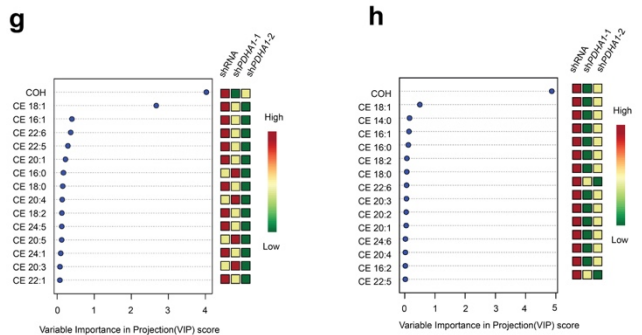 g
shRNA
shPDHA1-1
shPDHA1-2
COH
CE 18:1
CE 16:1
CE 22:6
CE 22:5
CE 20:1
CE 16:0
CE 18:0
CE 20:4
CE 18:2
CE 24:5
CE 20:5
CE 24:1
CE 20:3
CE 22:1
High
Low
0 1 2 3 4
Variable Importance in Projection(VIP) score
h
shRNA
shPDHA1-1
shPDHA1-2
COH
CE 18:1
CE 14:0
CE 16:1
CE 16:0
CE 18:2
CE 18:0
CE 22:6
CE 20:3
CE 20:2
CE 20:1
CE 24:6
CE 20:4
CE 16:2
CE 22:5
High
Low
0 1 2 3 4 5
Variable Importance in Projection(VIP) score